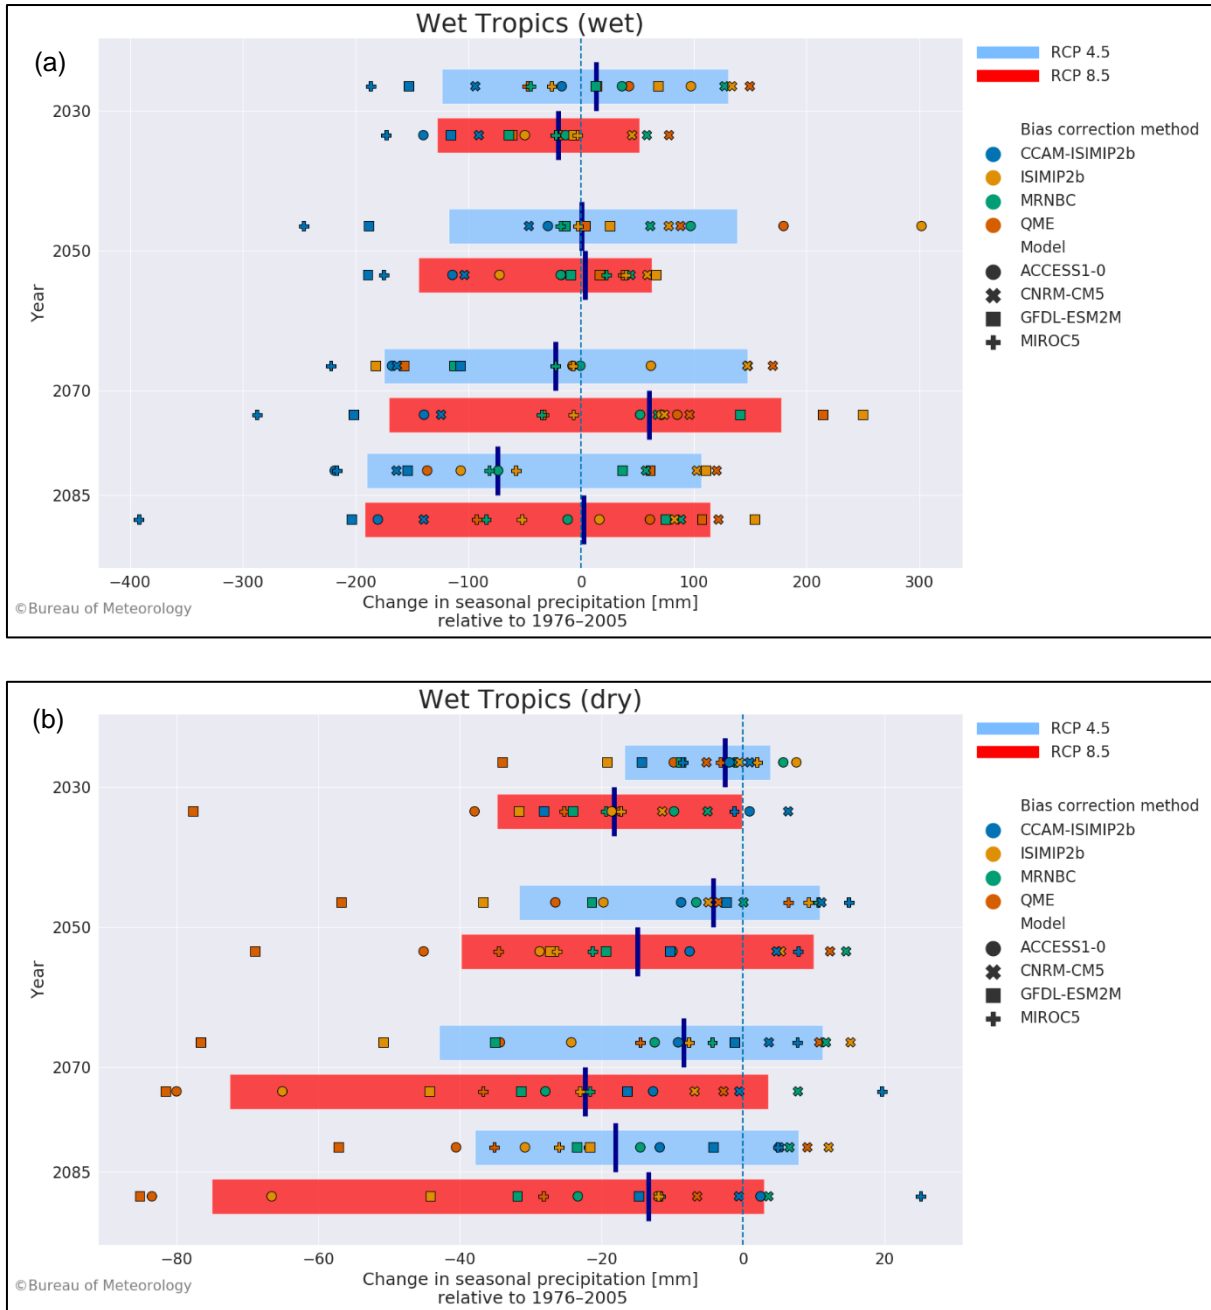 Wet Tropics (wet)
(a)
RCP 4.5
RCP 8.5
2030
Bias correction method
CCAM-ISIMIP2b
ISIMIP2b
MRNBC
QME
Model
ACCESS1-0
CNRM-CM5
GFDL-ESM2M
MIROC5
2050
Year
2070
2085
−400 −300 −200 −100 0 100 200 300
Change in seasonal precipitation [mm]
relative to 1976–2005
©Bureau of Meteorology
Wet Tropics (dry)
(b)
RCP 4.5
RCP 8.5
2030
Bias correction method
CCAM-ISIMIP2b
ISIMIP2b
MRNBC
QME
Model
ACCESS1-0
CNRM-CM5
GFDL-ESM2M
MIROC5
2050
Year
2070
2085
−80 −60 −40 −20 0 20
Change in seasonal precipitation [mm]
relative to 1976–2005
©Bureau of Meteorology